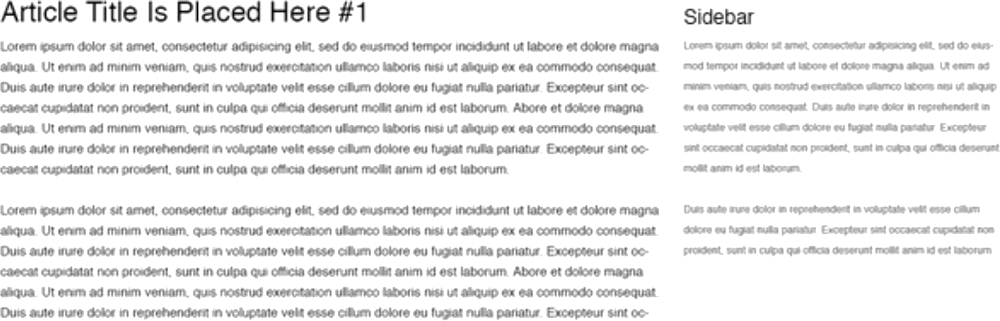 Article Title Is Placed Here #1
Lorem ipsum dolor sit amet, consectetur adipisicing elit, sed do eiusmod tempor incididunt ut labore et dolore magna
aliqua. Ut enim ad minim veniam, quis nostrud exercitation ullamco laboris nisi ut aliquip ex ea commodo consequat.
Duis aute irure dolor in reprehenderit in voluptate velit esse cillum dolore eu fugiat nulla pariatur. Excepteur sint oc-
caecat cupidatat non proident, sunt in culpa qui officia deserunt mollit anim id est laborum. Abore et dolore magna
aliqua. Ut enim ad minim veniam, quis nostrud exercitation ullamco laboris nisi ut aliquip ex ea commodo consequat.
Duis aute irure dolor in reprehenderit in voluptate velit esse cillum dolore eu fugiat nulla pariatur. Excepteur sint oc-
caecat cupidatat non proident, sunt in culpa qui officia deserunt mollit anim id est laborum.
Lorem ipsum dolor sit amet, consectetur adipisicing elit, sed do eiusmod tempor incididunt ut labore et dolore magna
aliqua. Ut enim ad minim veniam, quis nostrud exercitation ullamco laboris nisi ut aliquip ex ea commodo consequat.
Duis aute irure dolor in reprehenderit in voluptate velit esse cillum dolore eu fugiat nulla pariatur. Excepteur sint oc-
caecat cupidatat non proident, sunt in culpa qui officia deserunt mollit anim id est laborum. Abore et dolore magna
aliqua. Ut enim ad minim veniam, quis nostrud exercitation ullamco laboris nisi ut aliquip ex ea commodo consequat.
Duis aute irure dolor in reprehenderit in voluptate velit esse cillum dolore eu fugiat nulla pariatur. Excepteur sint oc-
Sidebar
Lorem ipsum dolor sit amet, consectetur adipisicing elit, sed do eius-
mod tempor incididunt ut labore et dolore magna aliqua. Ut enim ad
minim veniam, quis nostrud exercitation ullamco laboris nisi ut aliquip
ex ea commodo consequat. Duis aute irure dolor in reprehenderit in
voluptate velit esse cillum dolore eu fugiat nulla pariatur. Excepteur
sint occaecat cupidatat non proident, sunt in culpa qui officia deserunt
mollit anim id est laborum.
Duis aute irure dolor in reprehenderit in voluptate velit esse cillum
dolore eu fugiat nulla pariatur. Excepteur sint occaecat cupidatat non
proident, sunt in culpa qui officia deserunt mollit anim id est laborum.